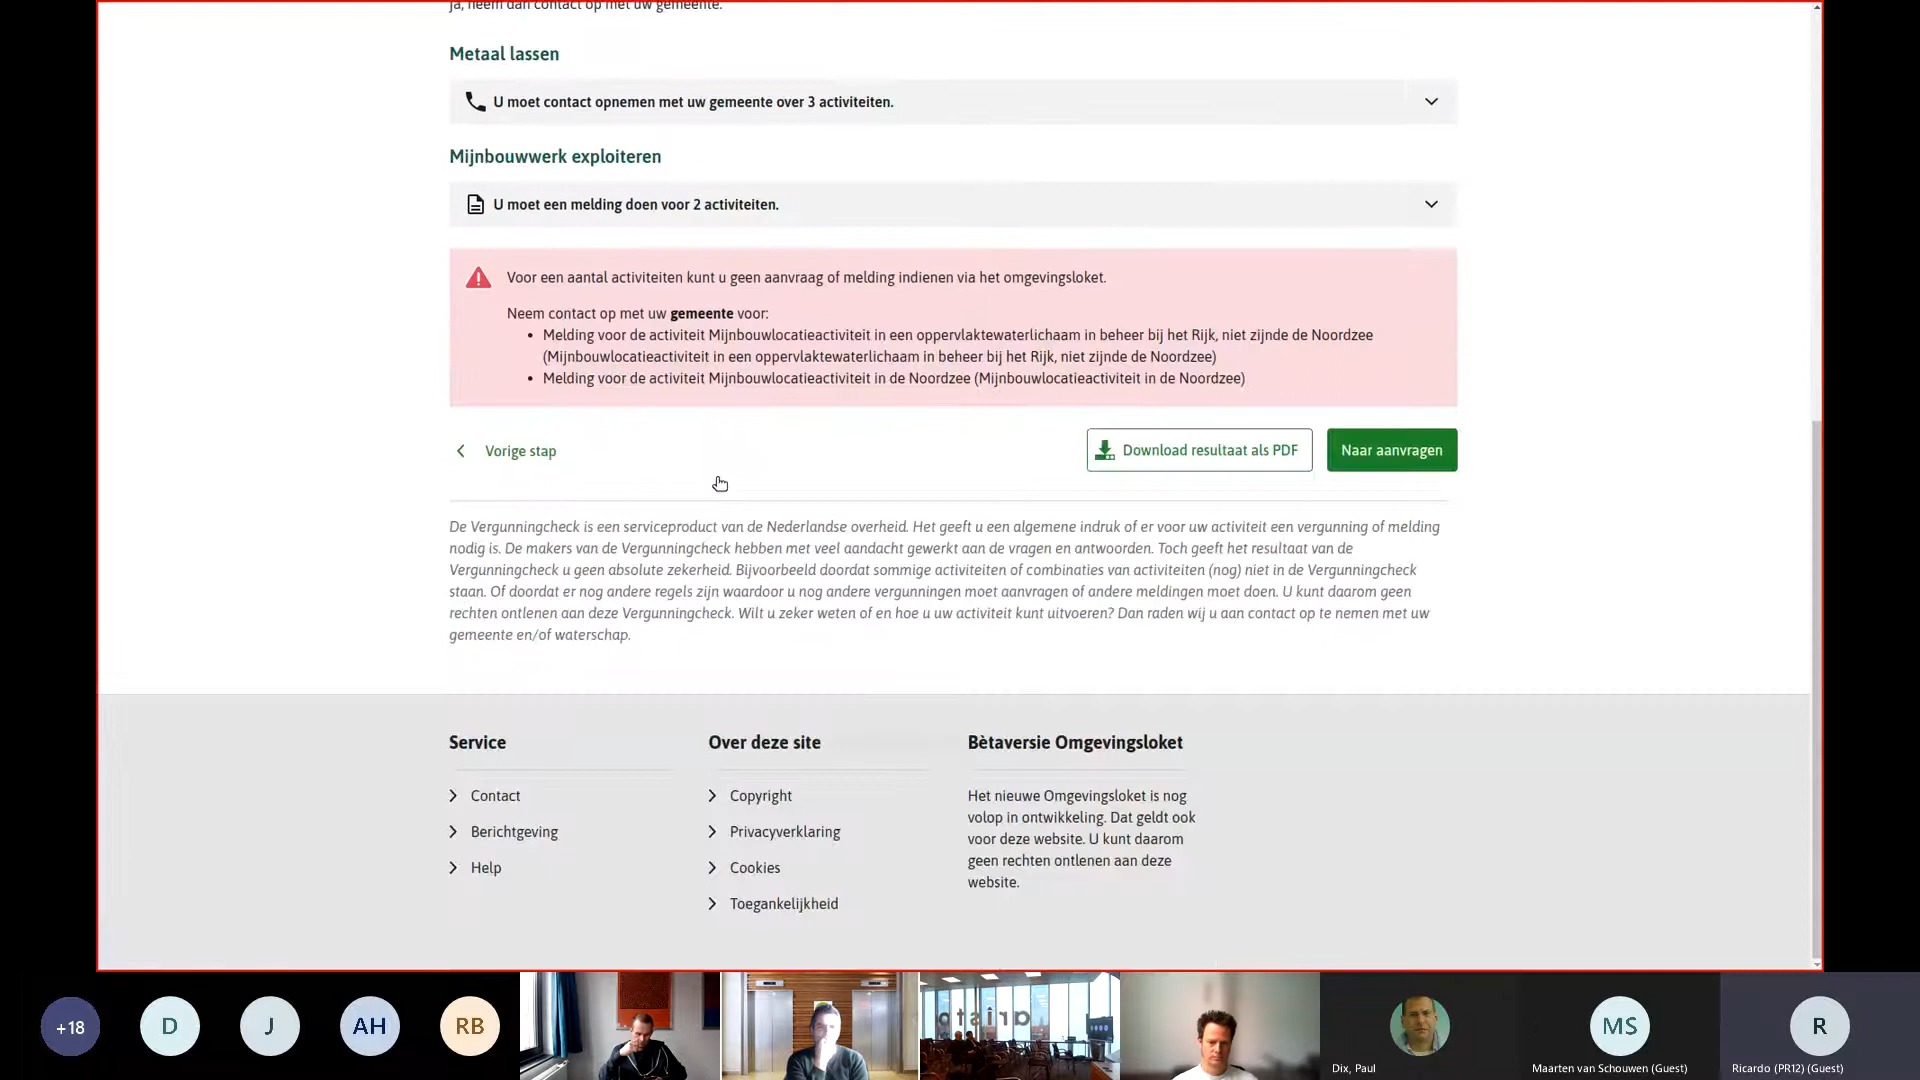 ja, neem dan contact op met uw gemeente.
Metaal lassen
U moet contact opnemen met uw gemeente over 3 activiteiten.
Mijnbouwwerk exploiteren
U moet een melding doen voor 2 activiteiten.
Voor een aantal activiteiten kunt u geen aanvraag of melding indienen via het omgevingsloket.
Neem contact op met uw gemeente voor:
• Melding voor de activiteit Mijnbouwlocatieactiviteit in een oppervlaktewaterlichaam in beheer bij het Rijk, niet zijnde de Noordzee
(Mijnbouwlocatieactiviteit in een oppervlaktewaterlichaam in beheer bij het Rijk, niet zijnde de Noordzee)
• Melding voor de activiteit Mijnbouwlocatieactiviteit in de Noordzee (Mijnbouwlocatieactiviteit in de Noordzee)
Vorige stap
Download resultaat als PDF
Naar aanvragen
De Vergunningcheck is een serviceproduct van de Nederlandse overheid. Het geeft u een algemene indruk of er voor uw activiteit een vergunning of melding
nodig is. De makers van de Vergunningcheck hebben met veel aandacht gewerkt aan de vragen en antwoorden. Toch geeft het resultaat van de
Vergunningcheck u geen absolute zekerheid. Bijvoorbeeld doordat sommige activiteiten of combinaties van activiteiten (nog) niet in de Vergunningcheck
staan. Of doordat er nog andere regels zijn waardoor u nog andere vergunningen moet aanvragen of andere meldingen moet doen. U kunt daarom geen
rechten ontlenen aan deze Vergunningcheck. Wilt u zeker weten of en hoe u uw activiteit kunt uitvoeren? Dan raden wij u aan contact op te nemen met uw
gemeente en/of waterschap.
Service
Contact
Berichtgeving
Help
Over deze site
Copyright
Privacyverklaring
Cookies
Toegankelijkheid
Bètaversie Omgevingsloket
Het nieuwe Omgevingsloket is nog
volop in ontwikkeling. Dat geldt ook
voor deze website. U kunt daarom
geen rechten ontlenen aan deze
website.
+18
D
J
AH
RB
MS
R
Dix, Paul
Maarten van Schouwen (Guest)
Ricardo (PR12) (Guest)